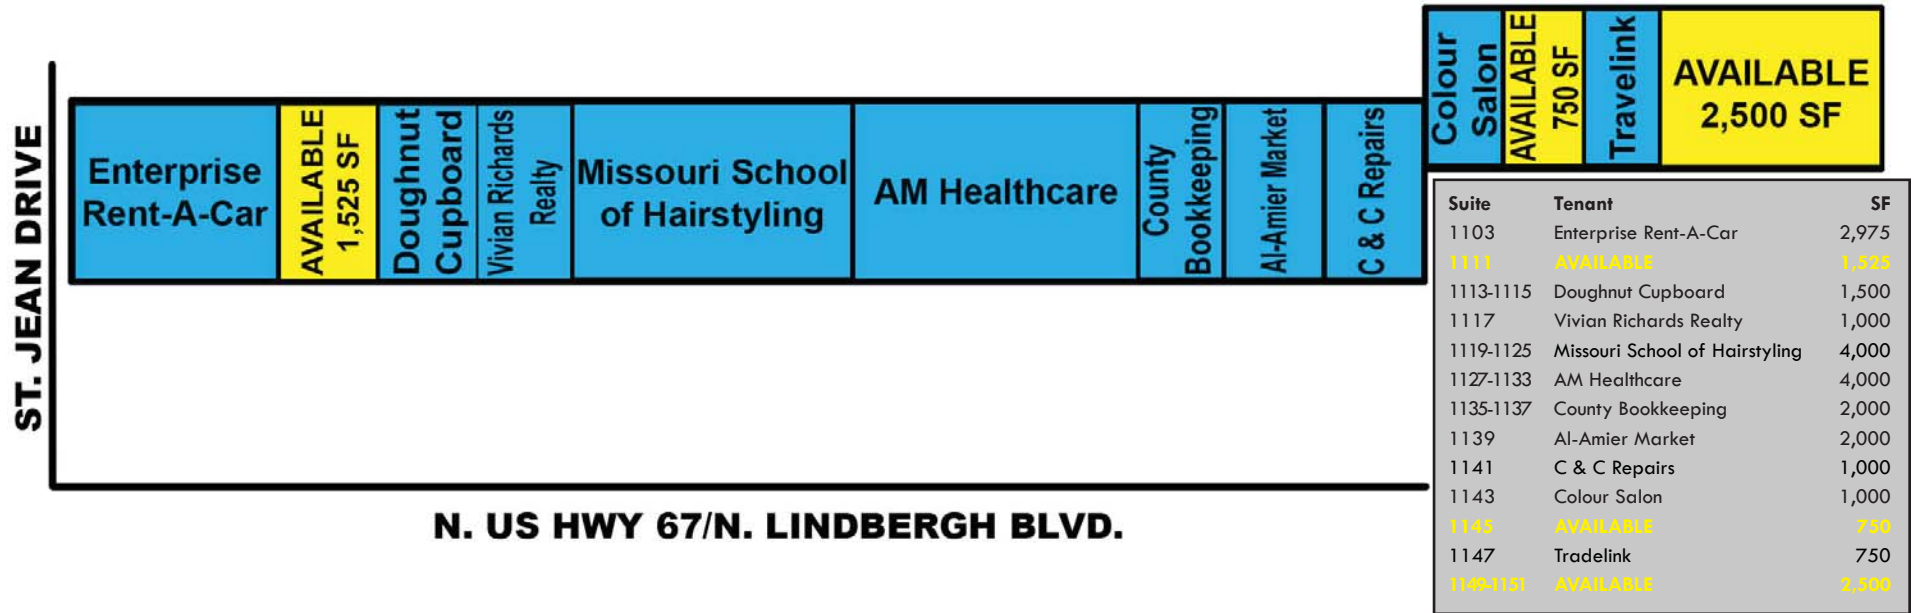 ST. JEAN DRIVE
Enterprise
Rent-A-Car
AVAILABLE
1,525 SF
Doughnut
Cupboard
Vivian Richards
Realty
Missouri School
of Hairstyling
AM Healthcare
County
Bookkeeping
Al-Amier Market
C & C Repairs
Colour
Salon
AVAILABLE
750 SF
Travelink
AVAILABLE
2,500 SF
N. US HWY 67/N. LINDBERGH BLVD.
Suite Tenant SF
1103 Enterprise Rent-A-Car 2,975
1111 AVAILABLE 1,525
1113-1115 Doughnut Cupboard 1,500
1117 Vivian Richards Realty 1,000
1119-1125 Missouri School of Hairstyling 4,000
1127-1133 AM Healthcare 4,000
1135-1137 County Bookkeeping 2,000
1139 Al-Amier Market 2,000
1141 C & C Repairs 1,000
1143 Colour Salon 1,000
1145 AVAILABLE 750
1147 Tradelink 750
1149-1151 AVAILABLE 2,500